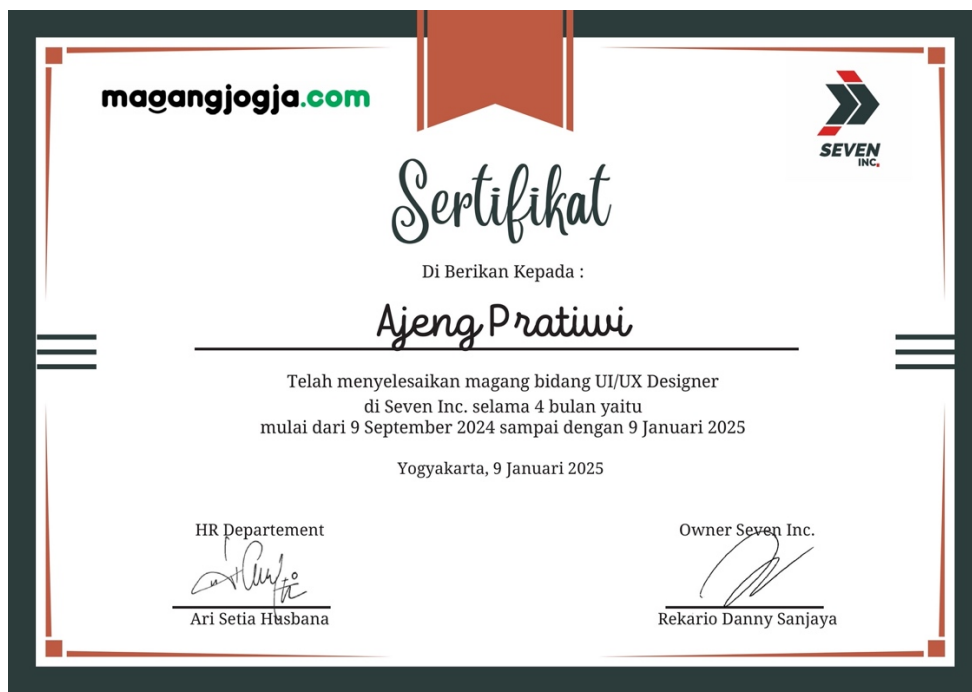 magangjogja.com
SEVEN
INC.
Sertifikat
Di Berikan Kepada :
Ajeng Pratiwi
Telah menyelesaikan magang bidang UI/UX Designer
di Seven Inc. selama 4 bulan yaitu
mulai dari 9 September 2024 sampai dengan 9 Januari 2025
Yogyakarta, 9 Januari 2025
HR Departement
Owner Seven Inc.
Ari Setia Husbana
Rekario Danny Sanjaya